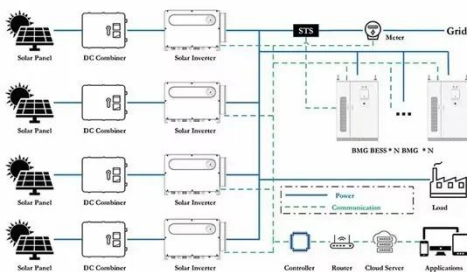 STS
Meter
Grid
Solar Panel DC Combiner Solar Inverter
Solar Panel DC Combiner Solar Inverter
BMG BESS * N BMG * N
Solar Panel DC Combiner Solar Inverter
Power
Communication
Load
Solar Panel DC Combiner Solar Inverter
Controller Router Cloud Server Applications